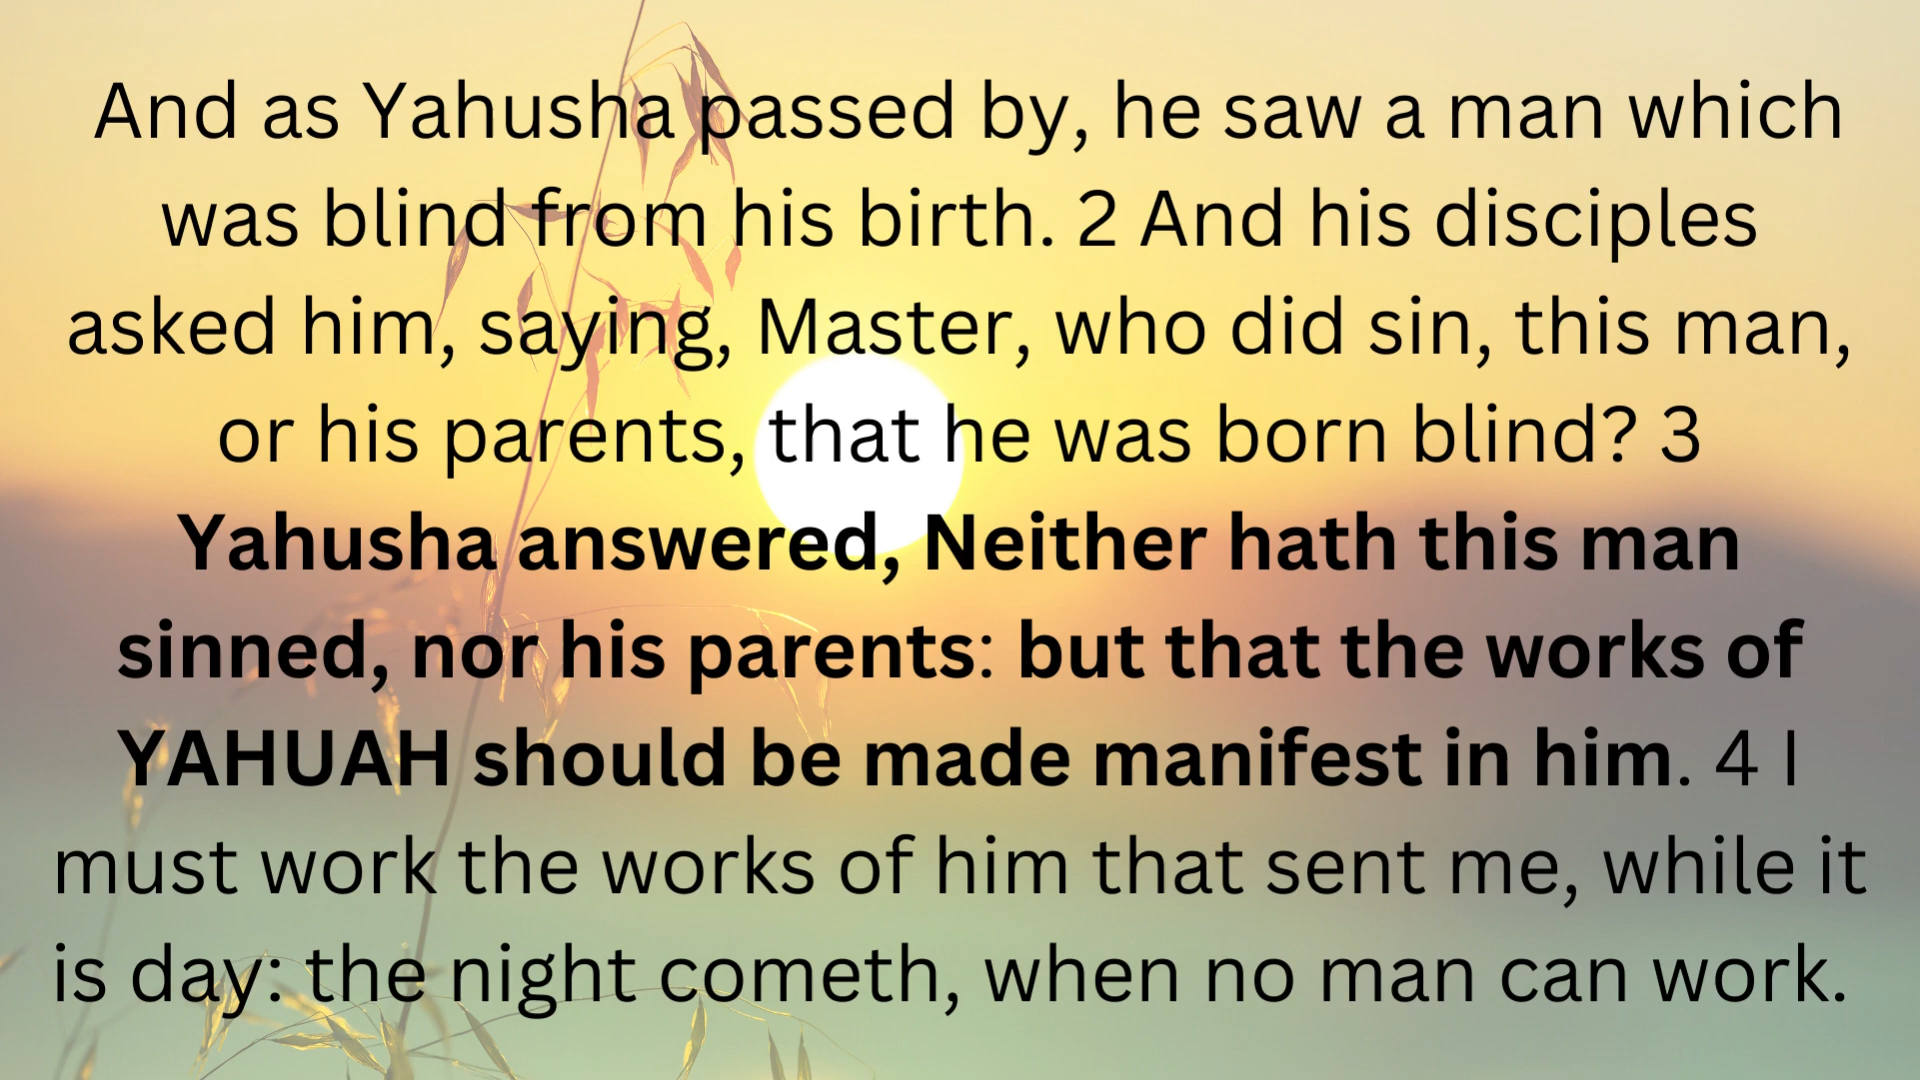 And as Yahusha passed by, he saw a man which
was blind from his birth. 2 And his disciples
asked him, saying, Master, who did sin, this man,
or his parents, that he was born blind? 3
Yahusha answered, Neither hath this man
sinned, nor his parents: but that the works of
YAHUAH should be made manifest in him. 4 I
must work the works of him that sent me, while it
is day: the night cometh, when no man can work.